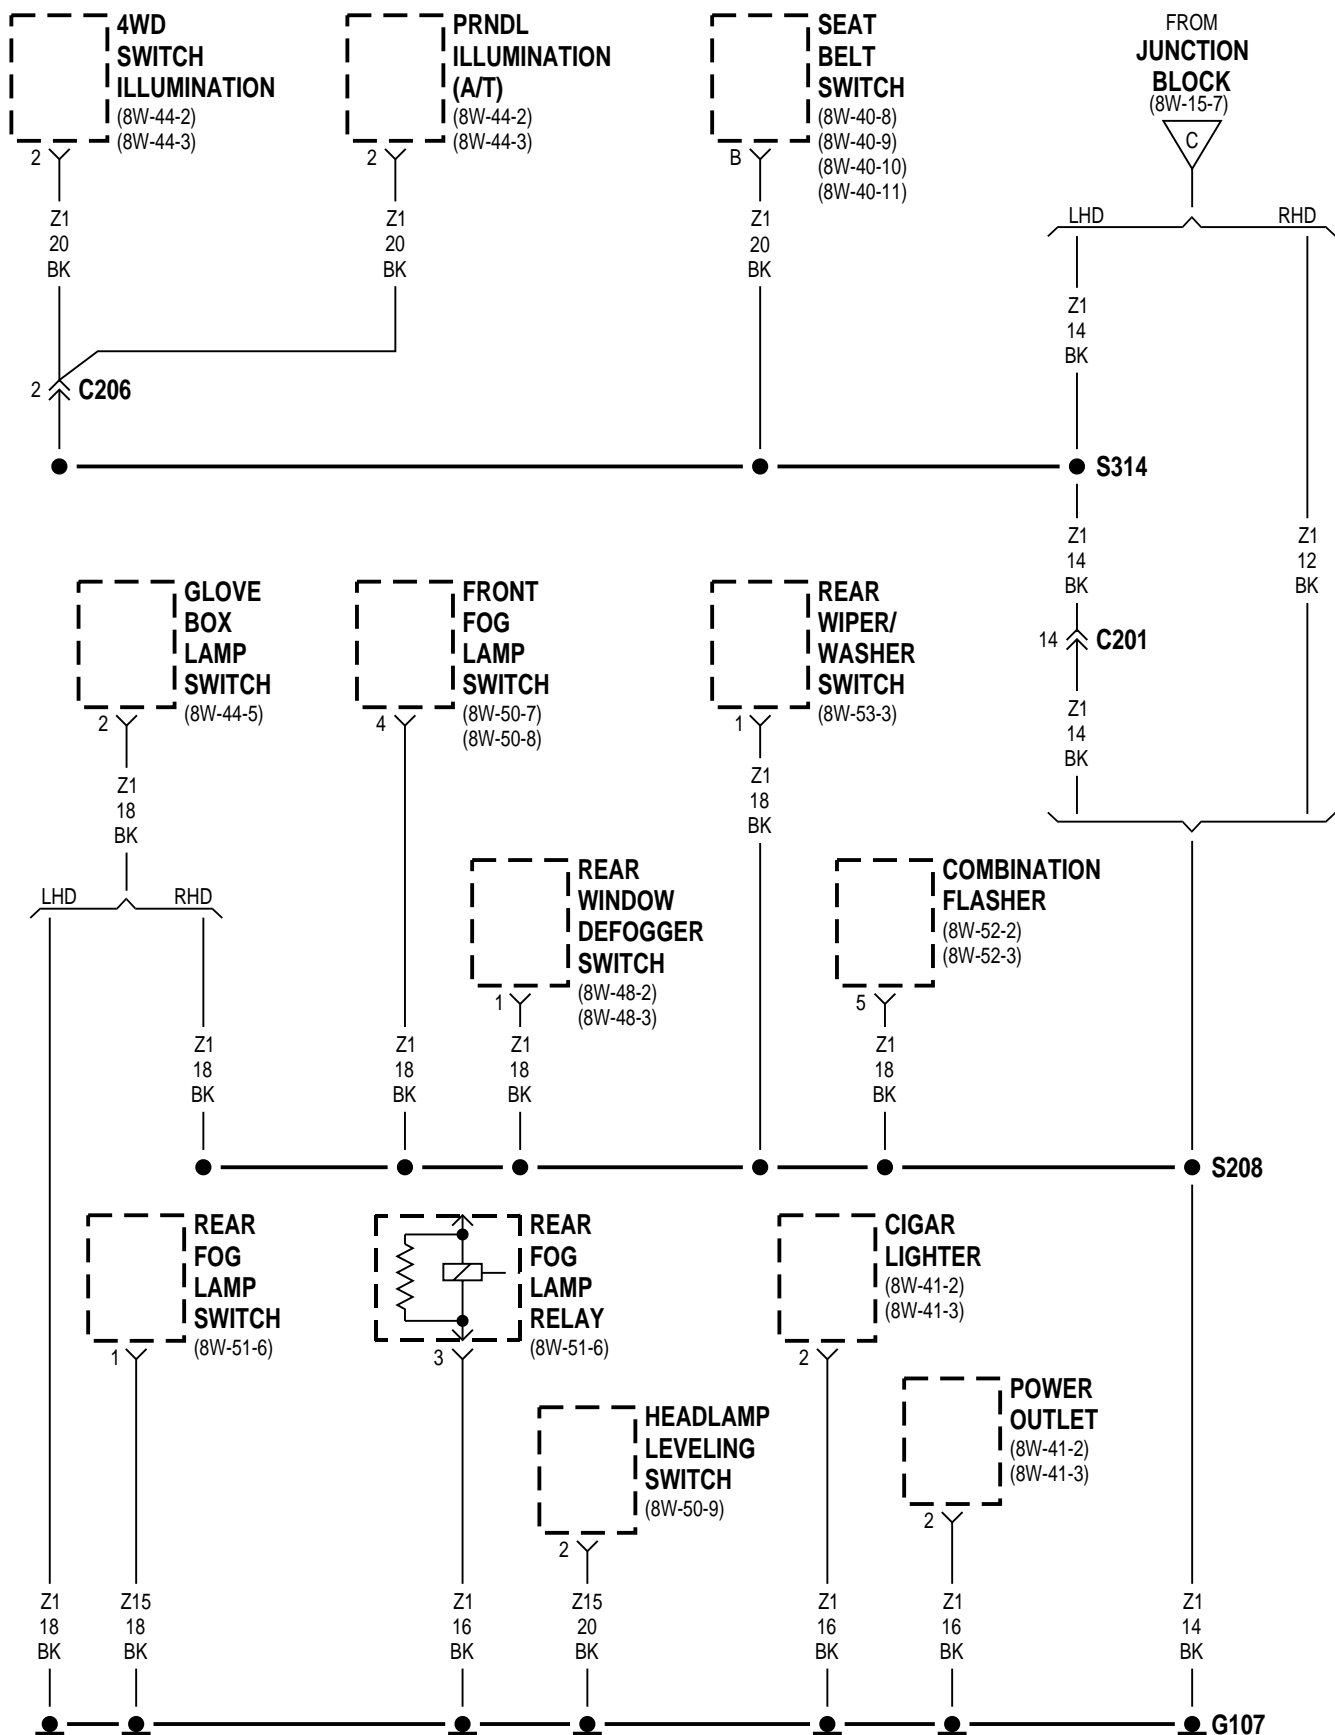 4WD
SWITCH
ILLUMINATION
(8W-44-2)
(8W-44-3)
2
Z1
20
BK
PRNDL
ILLUMINATION
(A/T)
(8W-44-2)
(8W-44-3)
2
Z1
20
BK
SEAT
BELT
SWITCH
(8W-40-8)
(8W-40-9)
(8W-40-10)
(8W-40-11)
B
Z1
20
BK
FROM
JUNCTION
BLOCK
(8W-15-7)
C
LHD
RHD
Z1
14
BK
2
C206
S314
Z1
14
BK
Z1
12
BK
14
C201
Z1
14
BK
GLOVE
BOX
LAMP
SWITCH
(8W-44-5)
2
Z1
18
BK
FRONT
FOG
LAMP
SWITCH
(8W-50-7)
(8W-50-8)
4
REAR
WIPER/
WASHER
SWITCH
(8W-53-3)
1
Z1
18
BK
LHD
RHD
REAR
WINDOW
DEFOGGER
SWITCH
(8W-48-2)
(8W-48-3)
1
COMBINATION
FLASHER
(8W-52-2)
(8W-52-3)
5
Z1
18
BK
Z1
18
BK
Z1
18
BK
Z1
18
BK
S208
REAR
FOG
LAMP
SWITCH
(8W-51-6)
1
REAR
FOG
LAMP
RELAY
(8W-51-6)
3
CIGAR
LIGHTER
(8W-41-2)
(8W-41-3)
2
HEADLAMP
LEVELING
SWITCH
(8W-50-9)
2
POWER
OUTLET
(8W-41-2)
(8W-41-3)
2
Z1
18
BK
Z15
18
BK
Z1
16
BK
Z15
20
BK
Z1
16
BK
Z1
16
BK
Z1
14
BK
G107